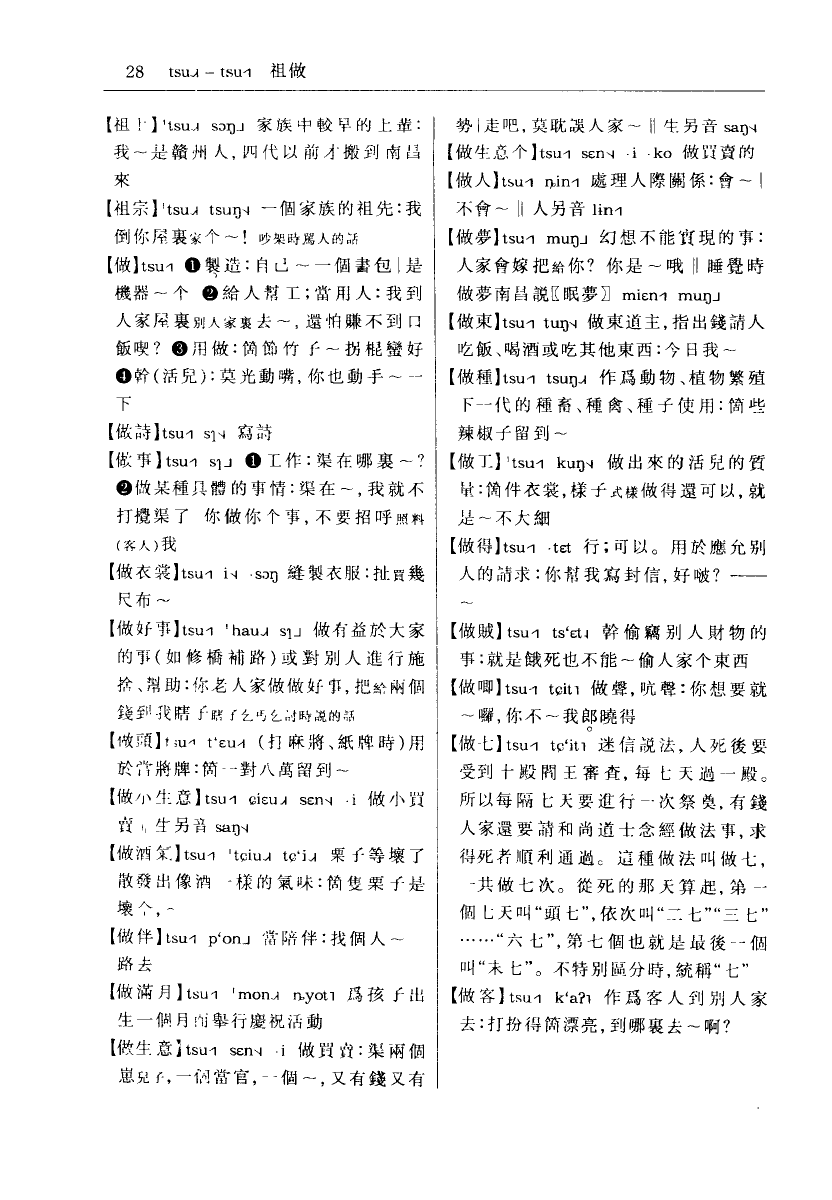 28 tsu˩ – tsu˧ 祖做
【祖上】ꞌtsu˩ sɔŋ˩ 家族中較早的上輩：
我～是贛州人，四代以前才搬到南昌
來
【祖宗】ꞌtsu˩ tsuŋ˧ 一個家族的祖先：我
倒你屋裏家个～！ 吵架時罵人的話
【做】tsu˧ ❶製造：自己～一個書包｜是
機器～个 ❷給人幫工；當用人：我到
人家屋裏別人家裏去～，還怕賺不到口
飯喫？ ❸用做：箇節竹子～拐棍蠻好
❹幹（活兒）：莫光動嘴，你也動手～一
下
【做詩】tsu˧ sɿ˧ 寫詩
【做事】tsu˧ sɿ˩ ❶工作：渠在哪裏～？
❷做某種具體的事情：渠在～，我就不
打攪渠了 你做你个事，不要招呼照料
（客人）我
【做衣裳】tsu˧ i˧ ·sɔŋ 縫製衣服：扯買幾
尺布～
【做好事】tsu˧ ꞌhau˩ sɿ˩ 做有益於大家
的事（如修橋補路）或對別人進行施
捨、幫助：你老人家做做好事，把給兩個
錢到我瞎子瞎子乞丐乞討時説的話
【做頭】tsu˧ tʻɛu˧ （打麻將、紙牌時）用
於當將牌：箇一對八萬留到～
【做小生意】tsu˧ ɕiɛu˩ sɛn˧ ·i 做小買
賣‖生另音 saŋ˧
【做酒氣】tsu˧ ꞌtɕiu˩ tɕʻi˩ 栗子等壞了
散發出像酒一樣的氣味：箇隻栗子是
壞个，～
【做伴】tsu˧ pʻon˩ 當陪伴：找個人～
路去
【做滿月】tsu˧ ꞌmon˩ ȵyot˥ 爲孩子出
生一個月而舉行慶祝活動
【做生意】tsu˧ sɛn˧ ·i 做買賣：渠兩個
崽兒子，一個當官，一個～，又有錢又有
勢｜走吧，莫耽誤人家～‖生另音 saŋ˧
【做生意个】tsu˧ sɛn˧ ·i ·ko 做買賣的
【做人】tsu˧ ȵin˧ 處理人際關係：會～｜
不會～‖人另音 lin˧
【做夢】tsu˧ muŋ˩ 幻想不能實現的事：
人家會嫁把給你？ 你是～哦‖睡覺時
做夢南昌説〖眠夢〗 miɛn˧ muŋ˩
【做東】tsu˧ tuŋ˧ 做東道主，指出錢請人
吃飯、喝酒或吃其他東西：今日我～
【做種】tsu˧ tsuŋ˩ 作爲動物、植物繁殖
下一代的種畜、種禽、種子使用：箇些
辣椒子留到～
【做工】ꞌtsu˧ kuŋ˧ 做出來的活兒的質
量：箇件衣裳，樣子式樣做得還可以，就
是～不大細
【做得】tsu˧ ·tɛt 行；可以。用於應允別
人的請求：你幫我寫封信，好啵？ ——
～
【做賊】tsu˧ tsʻɛt˩ 幹偷竊別人財物的
事：就是餓死也不能～偷人家个東西
【做唧】tsu˧ tɕit˥ 做聲，吭聲：你想要就
～囉，你不～我郎曉得
【做七】tsu˧ tɕʻit˥ 迷信説法，人死後要
受到十殿閻王審查，每七天過一殿。
所以每隔七天要進行一次祭奠，有錢
人家還要請和尚道士念經做法事，求
得死者順利通過。這種做法叫做七，
一共做七次。從死的那天算起，第一
個七天叫“頭七”，依次叫“二七”“三七”
……“六七”，第七個也就是最後一個
叫“末七”。不特別區分時，統稱“七”
【做客】tsu˧ kʻaʔ˥ 作爲客人到別人家
去：打扮得箇漂亮，到哪裏去～啊？